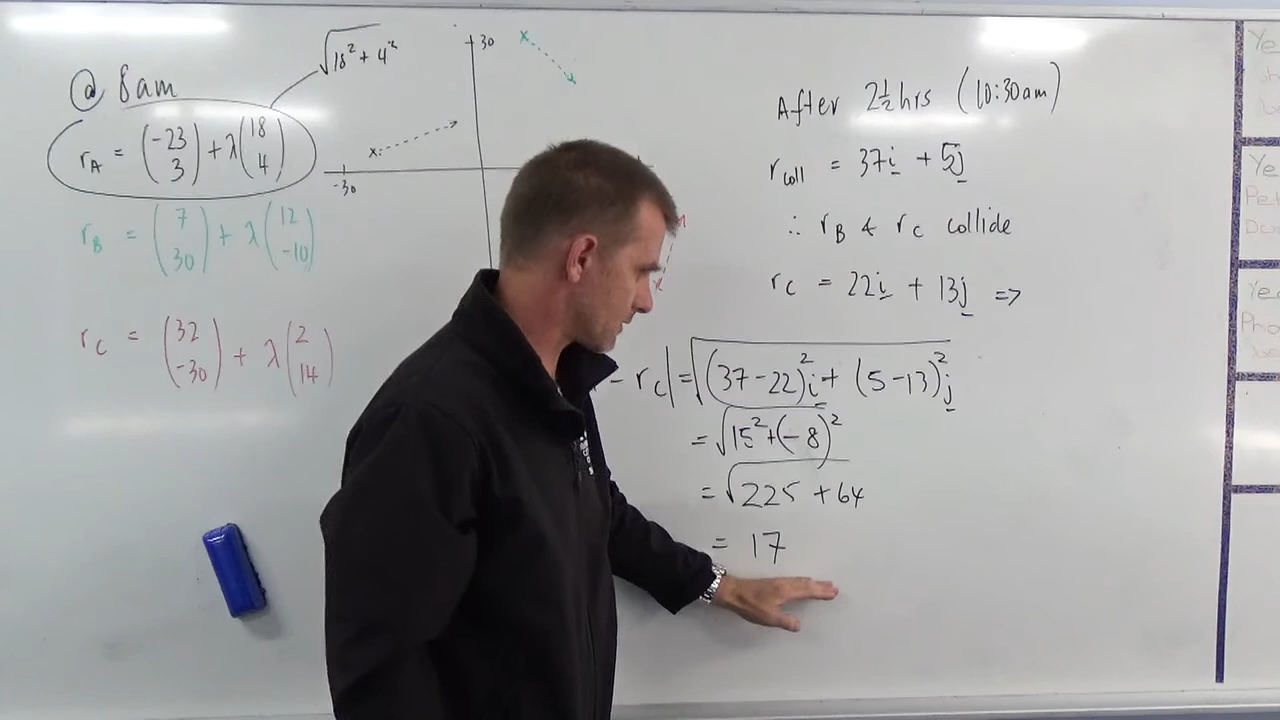 √18² + 4²
30
@ 8am
r_A = (-23 3) + λ(18 4)
-30
r_B = (7 30) + λ(12 -10)
r_C = (32 -30) + λ(2 14)
After 2½ hrs (10:30am)
r_coll = 37i + 5j
∴ r_B & r_C collide
r_C = 22i + 13j =>
- r_C| = √(37-22)²i + (5-13)²j
= √15²+(-8)²
= √225 + 64
= 17